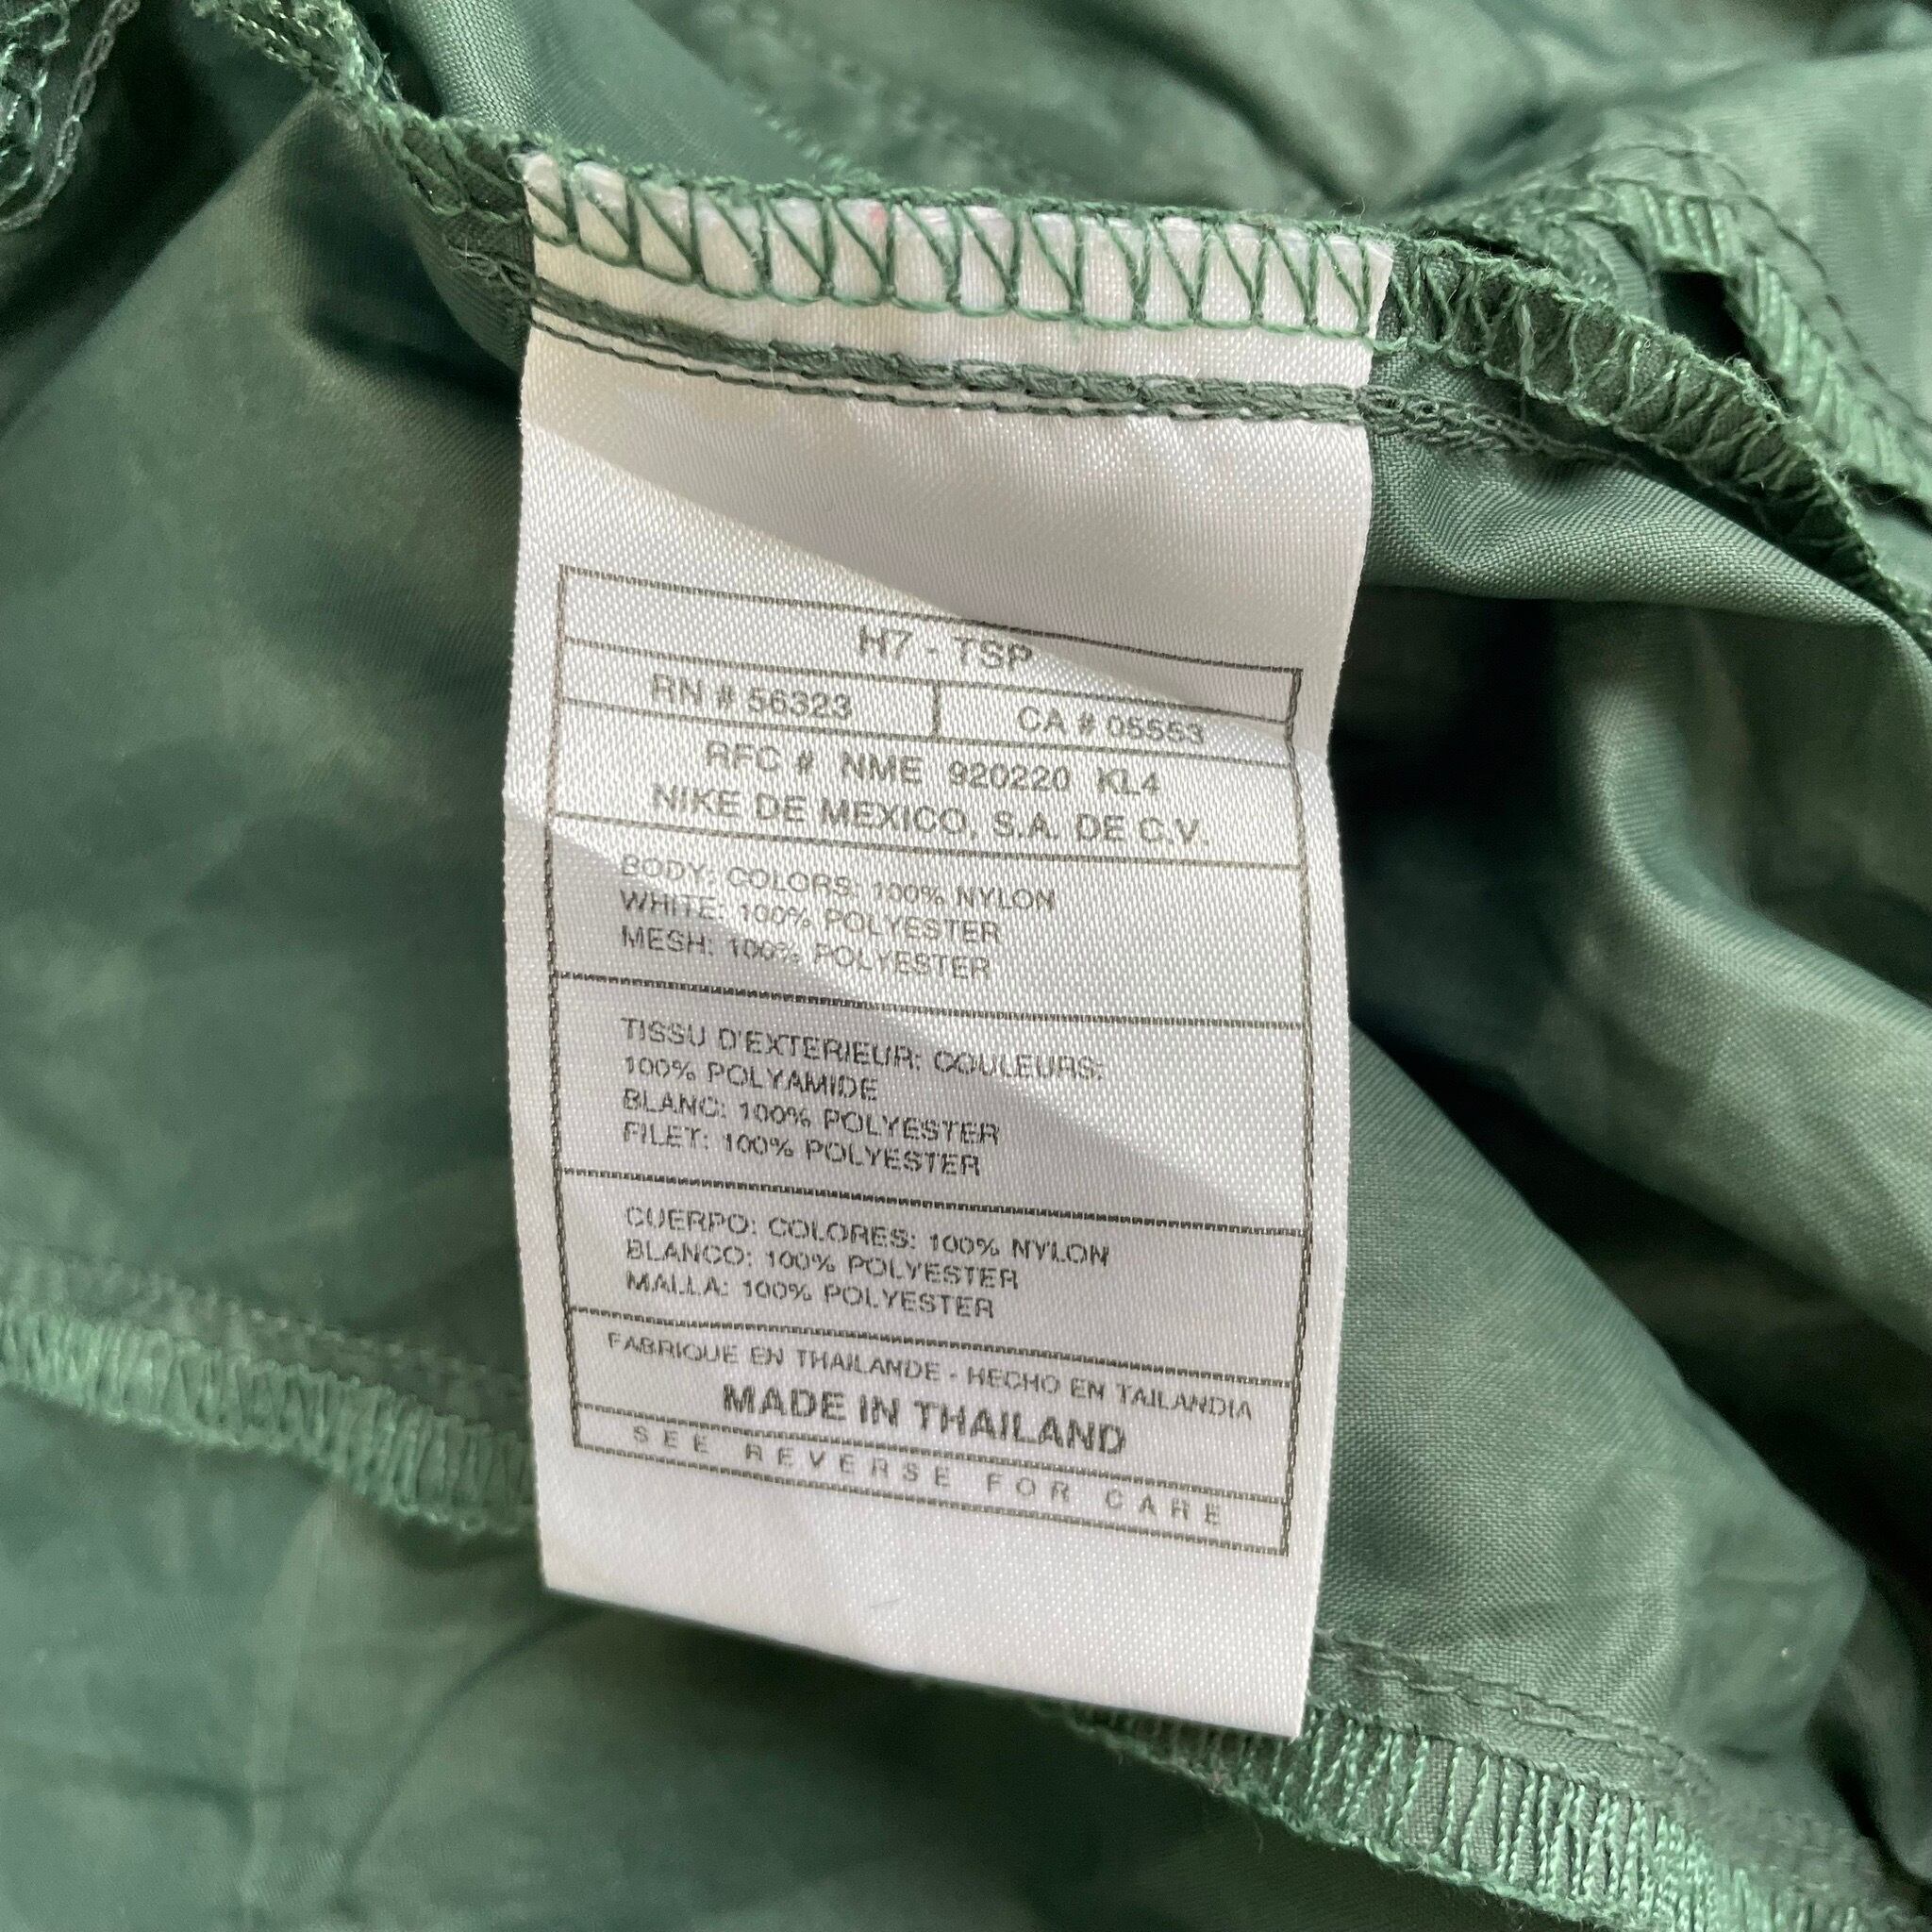 H7 - TSP
RN # 56323 CA # 05553
RFC # NME 920220 KL4
NIKE DE MEXICO, S.A. DE C.V.
BODY: COLORS: 100% NYLON
WHITE: 100% POLYESTER
MESH: 100% POLYESTER
TISSU D'EXTERIEUR: COULEURS:
100% POLYAMIDE
BLANC: 100% POLYESTER
FILET: 100% POLYESTER
CUERPO: COLORES: 100% NYLON
BLANCO: 100% POLYESTER
MALLA: 100% POLYESTER
FABRIQUE EN THAILANDE - HECHO EN TAILANDIA
MADE IN THAILAND
SEE REVERSE FOR CARE